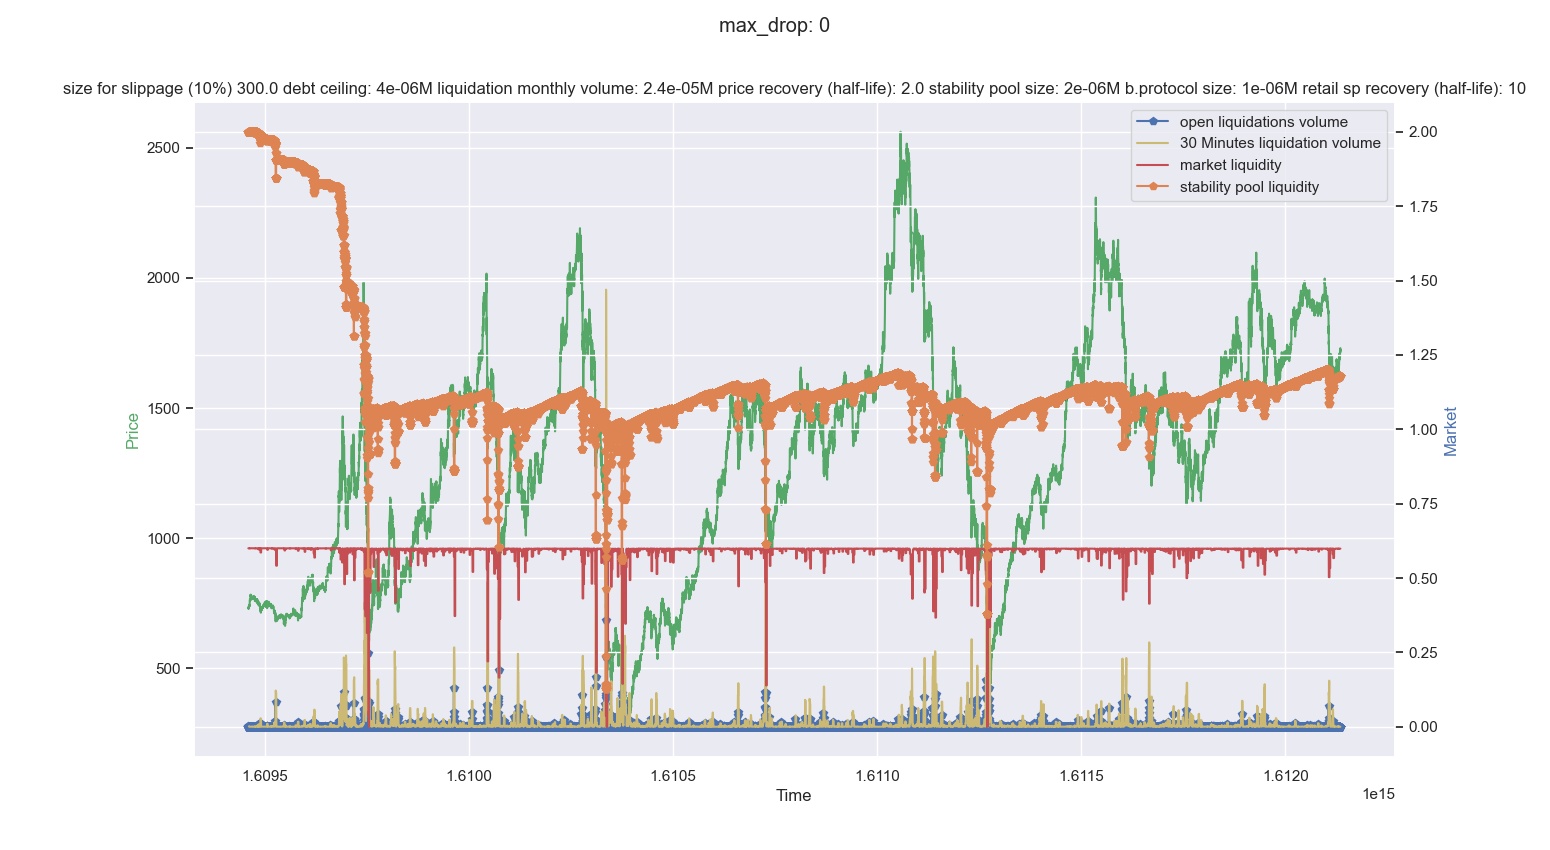 max_drop: 0
size for slippage (10%) 300.0 debt ceiling: 4e-06M liquidation monthly volume: 2.4e-05M price recovery (half-life): 2.0 stability pool size: 2e-06M b.protocol size: 1e-06M retail sp recovery (half-life): 10
open liquidations volume
30 Minutes liquidation volume
market liquidity
stability pool liquidity
2500
2000
1500
1000
500
Price
2.00
1.75
1.50
1.25
1.00
0.75
0.50
0.25
0.00
Market
1.6095
1.6100
1.6105
1.6110
1.6115
1.6120
1e15
Time